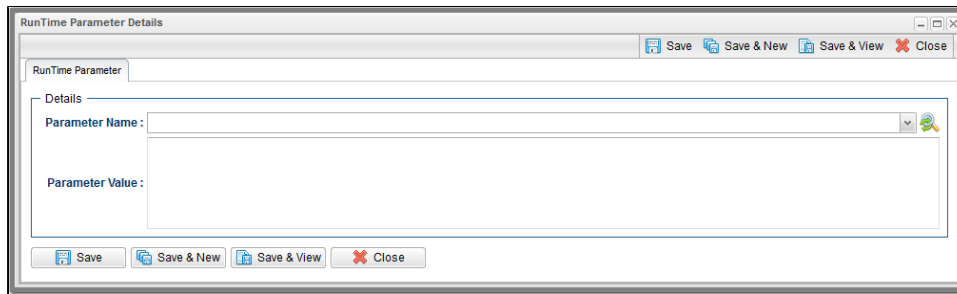 RunTime Parameter Details
Save Save & New Save & View Close
RunTime Parameter
Details
Parameter Name :
Parameter Value :
Save Save & New Save & View Close